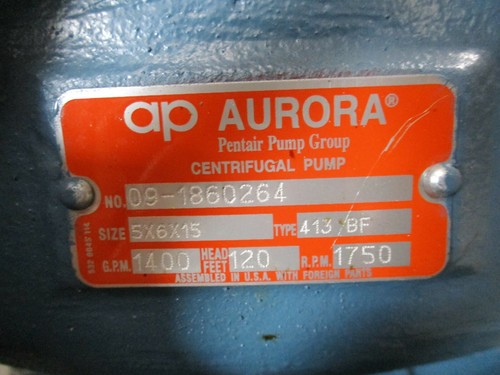 ap AURORA®
Pentair Pump Group
CENTRIFUGAL PUMP
NO. 09-1860264
SIZE 5X6X15 TYPE 413 BF
G.P.M. 1400 HEAD FEET 120 R.P.M. 1750
ASSEMBLED IN U.S.A. WITH FOREIGN PARTS